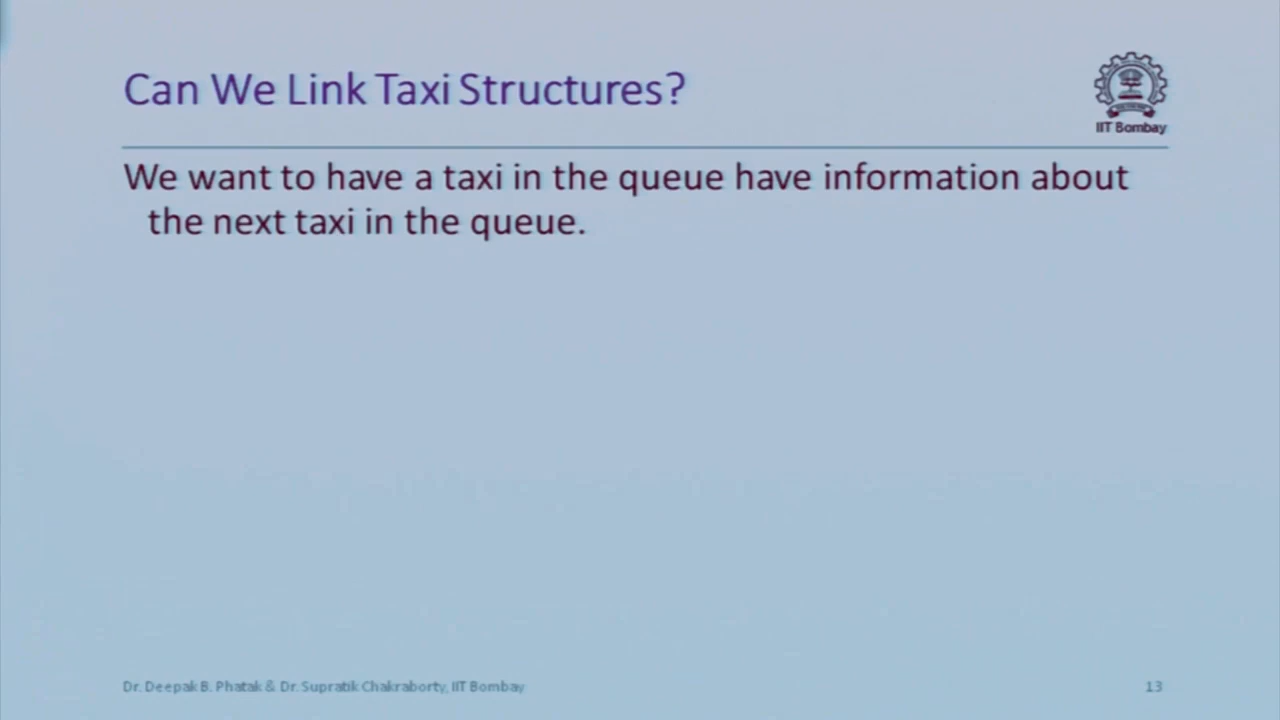 Can We Link Taxi Structures?
IIT Bombay
We want to have a taxi in the queue have information about
the next taxi in the queue.
Dr. Deepak B. Phatak & Dr. Supratik Chakraborty, IIT Bombay
13